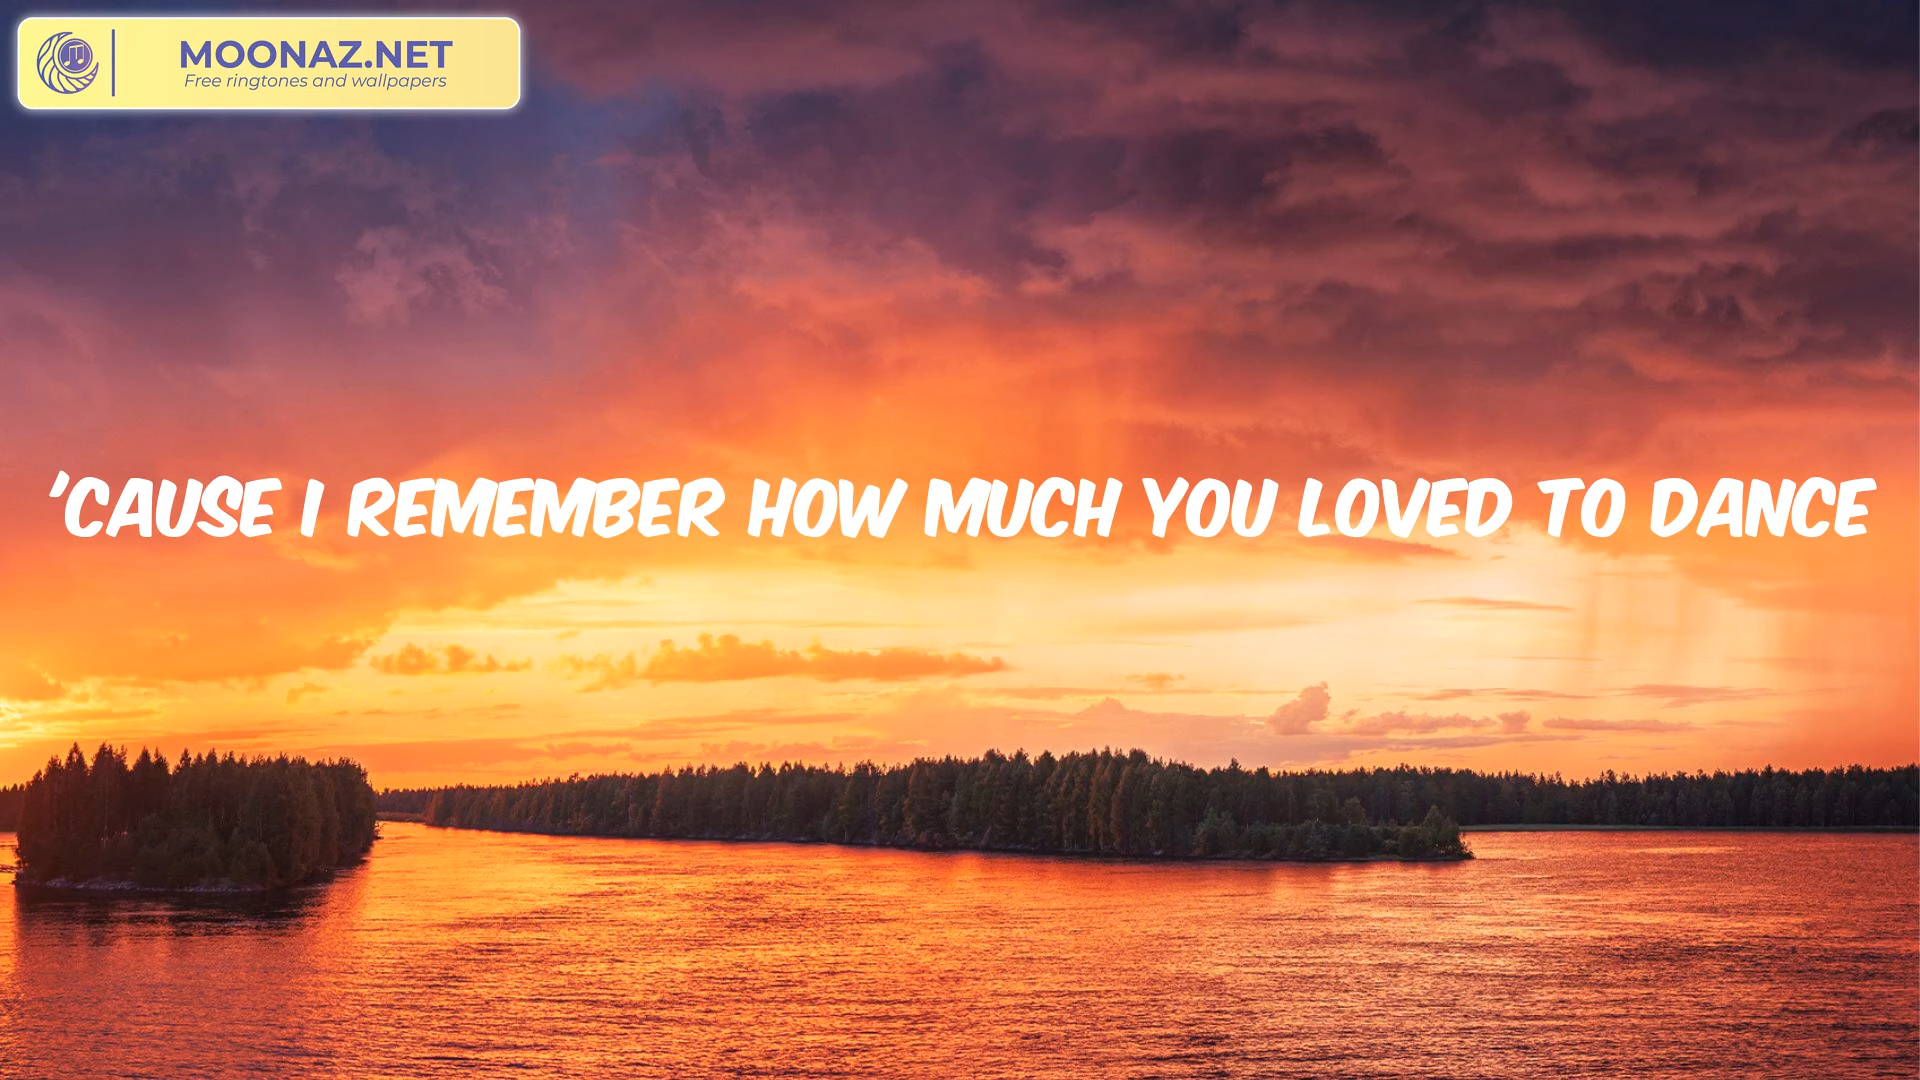 MOONAZ.NET
Free ringtones and wallpapers
'CAUSE I REMEMBER HOW MUCH YOU LOVED TO DANCE